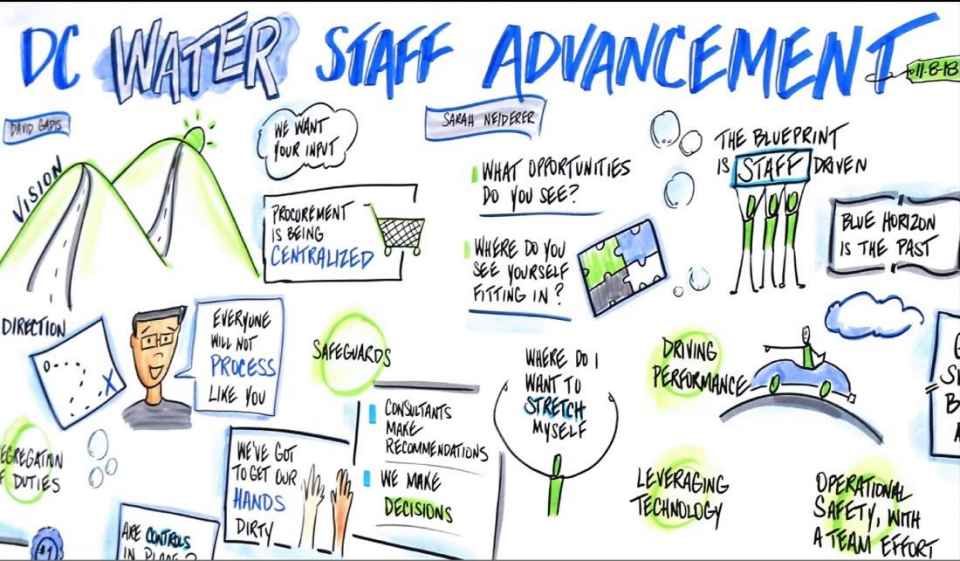 DC WATER STAFF ADVANCEMENT
11-8-18
DAVID GADIS
VISION
WE WANT
YOUR INPUT
PROCUREMENT
IS BEING
CENTRALIZED
DIRECTION
X
EVERYONE
WILL NOT
PROCESS
LIKE YOU
SAFEGUARDS
EGREGATION
F DUTIES
#1
ARE CONTROLS
IN PLACE?
WE'VE GOT
TO GET OUR
HANDS
DIRTY
CONSULTANTS
MAKE
RECOMMENDATIONS
WE MAKE
DECISIONS
SARAH NEIDERER
WHAT OPPORTUNITIES
DO YOU SEE?
WHERE DO YOU
SEE YOURSELF
FITTING IN?
WHERE DO I
WANT TO
STRETCH
MYSELF
THE BLUEPRINT
IS STAFF DRIVEN
BLUE HORIZON
IS THE PAST
DRIVING
PERFORMANCE
LEVERAGING
TECHNOLOGY
OPERATIONAL
SAFETY, WITH
A TEAM EFFORT